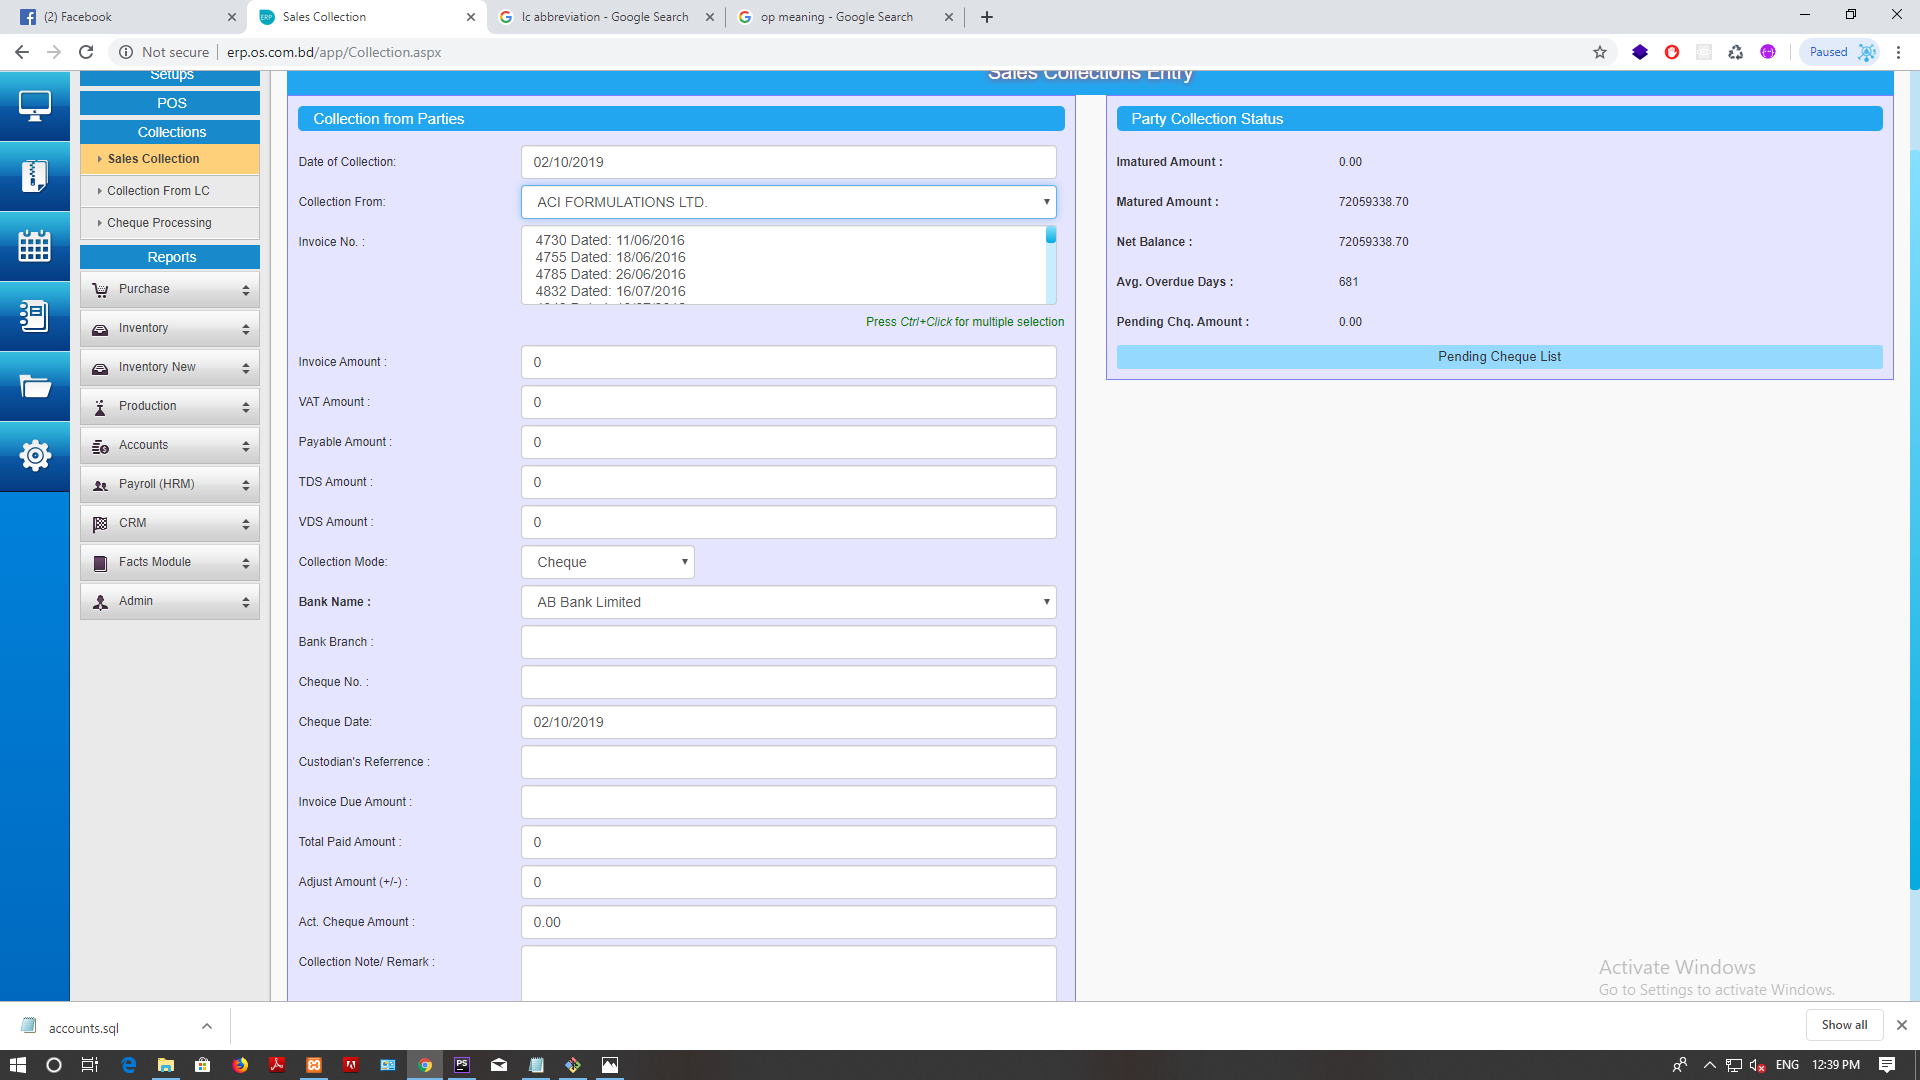 (2) Facebook
Sales Collection
lc abbreviation - Google Search
op meaning - Google Search
Not secure
erp.os.com.bd/app/Collection.aspx
Paused
Setups
POS
Collections
Sales Collection
Collection From LC
Cheque Processing
Reports
Purchase
Inventory
Inventory New
Production
Accounts
Payroll (HRM)
CRM
Facts Module
Admin
Sales Collections Entry
Collection from Parties
Date of Collection:
02/10/2019
Collection From:
ACI FORMULATIONS LTD.
Invoice No. :
4730 Dated: 11/06/2016
4755 Dated: 18/06/2016
4785 Dated: 26/06/2016
4832 Dated: 16/07/2016
Press Ctrl+Click for multiple selection
Invoice Amount :
0
VAT Amount :
0
Payable Amount :
0
TDS Amount :
0
VDS Amount :
0
Collection Mode:
Cheque
Bank Name :
AB Bank Limited
Bank Branch :
Cheque No. :
Cheque Date:
02/10/2019
Custodian's Referrence :
Invoice Due Amount :
Total Paid Amount :
0
Adjust Amount (+/-) :
0
Act. Cheque Amount :
0.00
Collection Note/ Remark :
Party Collection Status
Imatured Amount :
0.00
Matured Amount :
72059338.70
Net Balance :
72059338.70
Avg. Overdue Days :
681
Pending Chq. Amount :
0.00
Pending Cheque List
Activate Windows
Go to Settings to activate Windows.
accounts.sql
Show all
ENG
12:39 PM